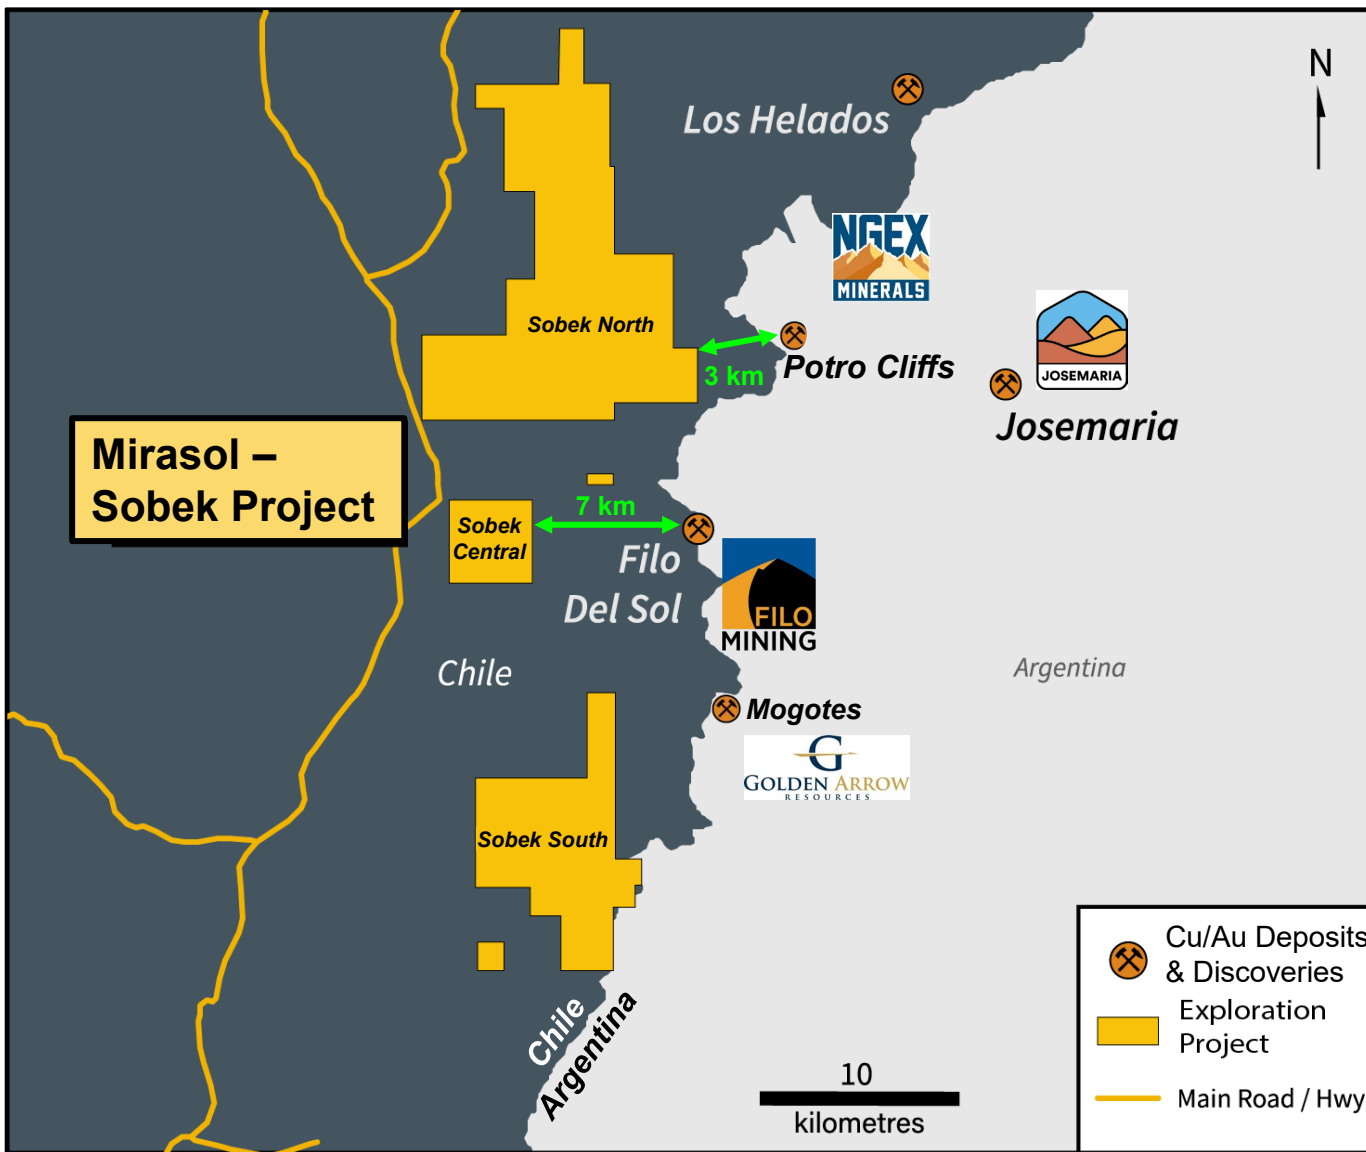 N
Los Helados
NGEX
MINERALS
JOSEMARIA
Sobek North
3 km
Potro Cliffs
Josemaria
Mirasol –
Sobek Project
7 km
Sobek
Central
Filo
Del Sol
FILO
MINING
Chile
Argentina
Mogotes
G
GOLDEN ARROW
RESOURCES
Sobek South
Chile
Argentina
10
kilometres
Cu/Au Deposits
& Discoveries
Exploration
Project
Main Road / Hwy